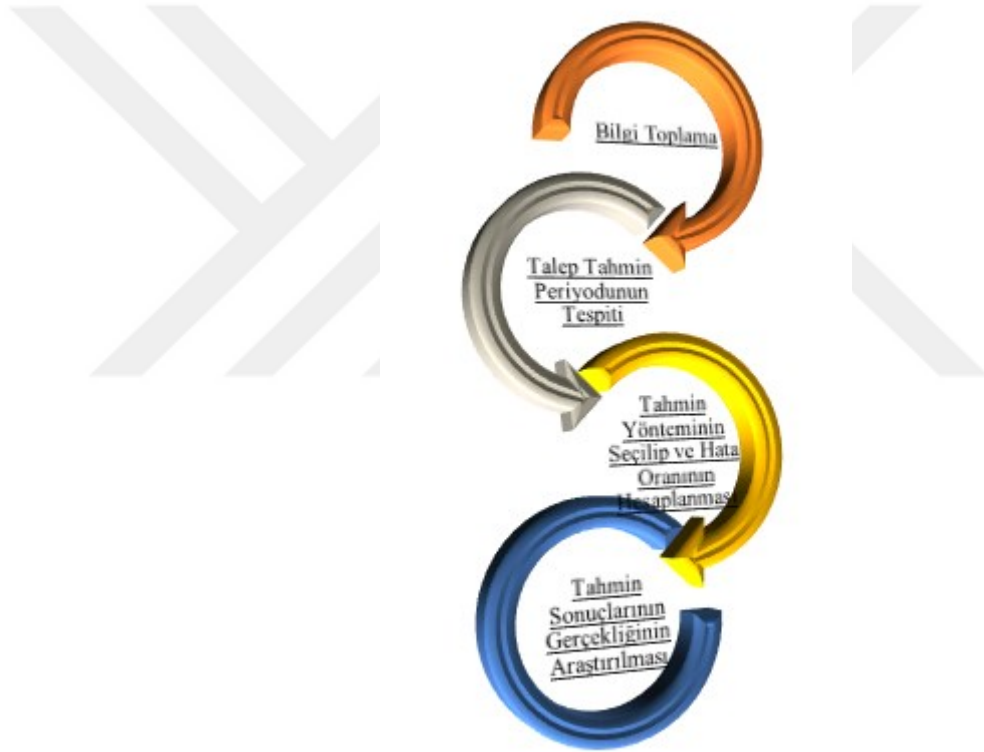 Bilgi Toplama
Talep Tahmin
Periyodunun
Tespiti
Tahmin
Yönteminin
Seçilip ve Hata
Oranının
Hesaplanması
Tahmin
Sonuçlarının
Gerçekliğinin
Araştırılması